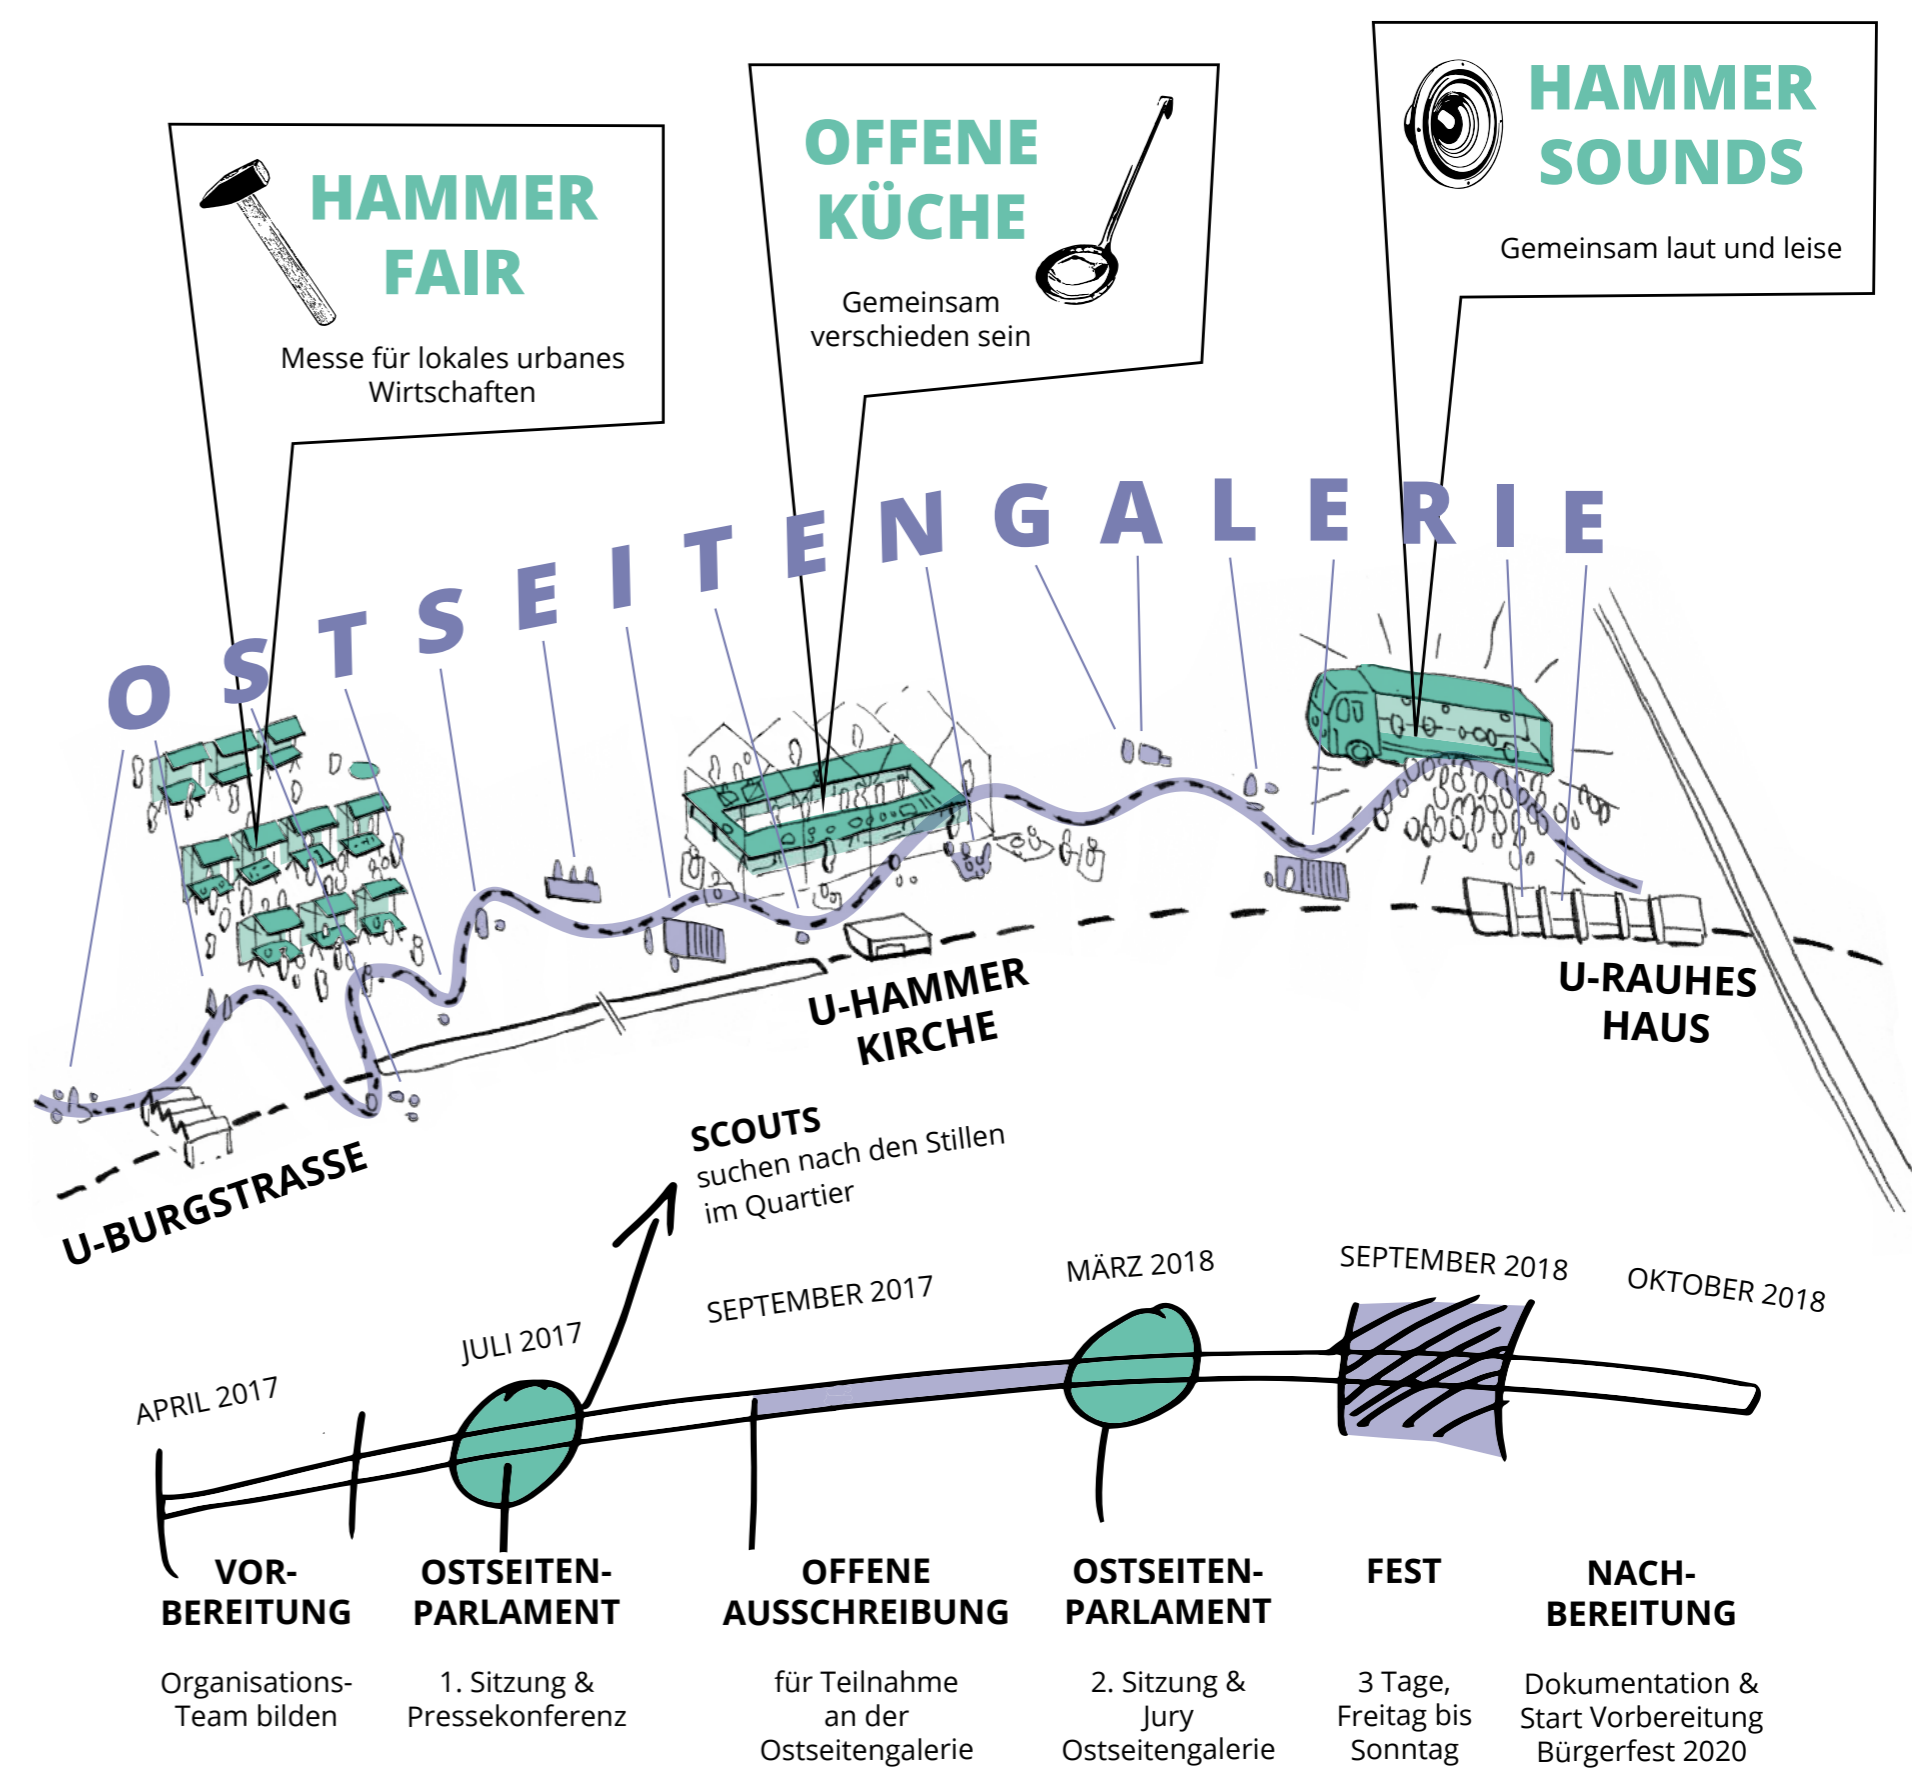 HAMMER
FAIR
Messe für lokales urbanes
Wirtschaften
OFFENE
KÜCHE
Gemeinsam
verschieden sein
HAMMER
SOUNDS
Gemeinsam laut und leise
OSTSEITENGALERIE
U-BURGSTRASSE
U-HAMMER
KIRCHE
U-RAUHES
HAUS
SCOUTS
suchen nach den Stillen
im Quartier
APRIL 2017
JULI 2017
SEPTEMBER 2017
MÄRZ 2018
SEPTEMBER 2018
OKTOBER 2018
VOR-
BEREITUNG
Organisations-
Team bilden
OSTSEITEN-
PARLAMENT
1. Sitzung &
Pressekonferenz
OFFENE
AUSSCHREIBUNG
für Teilnahme
an der
Ostseitengalerie
OSTSEITEN-
PARLAMENT
2. Sitzung &
Jury
Ostseitengalerie
FEST
3 Tage,
Freitag bis
Sonntag
NACH-
BEREITUNG
Dokumentation &
Start Vorbereitung
Bürgerfest 2020